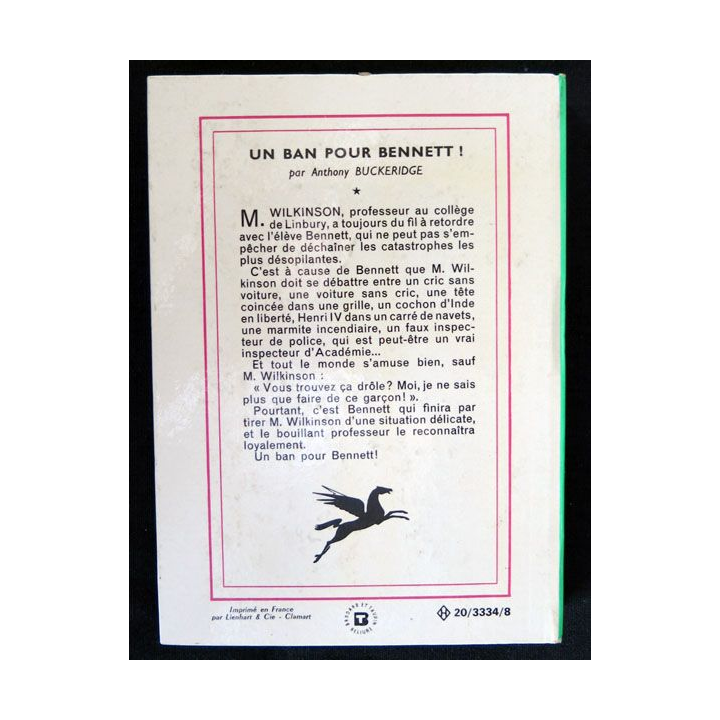 UN BAN POUR BENNETT !
par Anthony BUCKERIDGE
★
M. WILKINSON, professeur au collège
de Linbury, a toujours du fil à retordre
avec l'élève Bennett, qui ne peut pas s'em-
pêcher de déchaîner les catastrophes les
plus désopilantes.
C'est à cause de Bennett que M. Wil-
kinson doit se débattre entre un cric sans
voiture, une voiture sans cric, une tête
coincée dans une grille, un cochon d'Inde
en liberté, Henri IV dans un carré de navets,
une marmite incendiaire, un faux inspec-
teur de police, qui est peut-être un vrai
inspecteur d'Académie...
Et tout le monde s'amuse bien, sauf
M. Wilkinson :
« Vous trouvez ça drôle? Moi, je ne sais
plus que faire de ce garçon! ».
Pourtant, c'est Bennett qui finira par
tirer M. Wilkinson d'une situation délicate,
et le bouillant professeur le reconnaîtra
loyalement.
Un ban pour Bennett!
Imprimé en France
par Lienhart & Cie - Clamart
BRODARD ET TAUPIN
RELIURE
H 20/3334/8